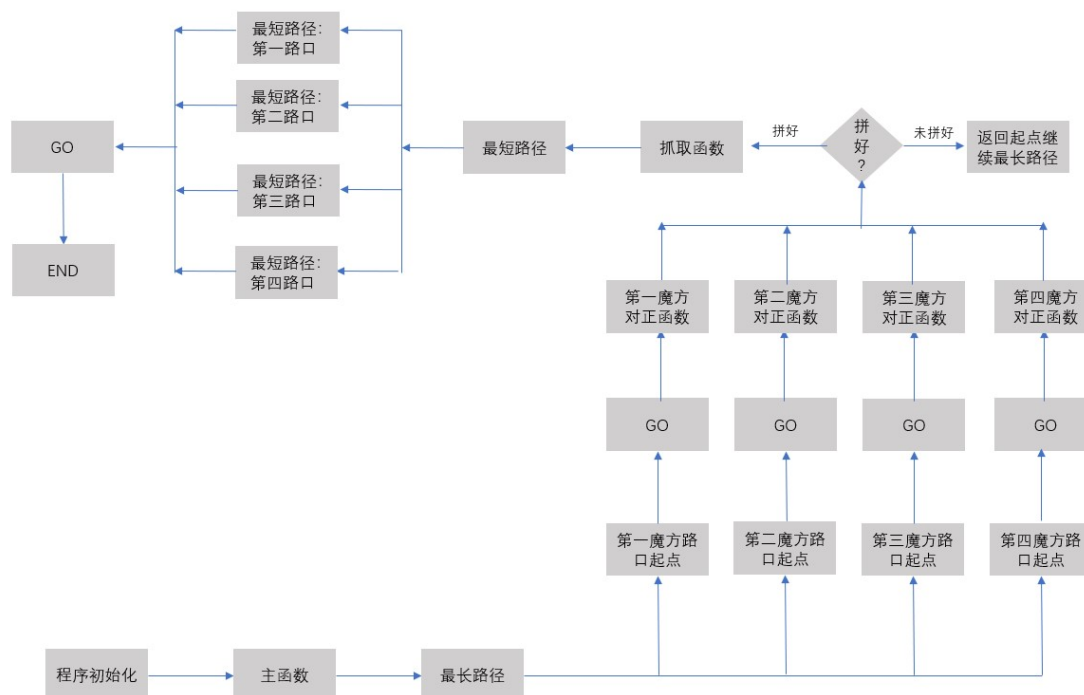 最短路径：
第一路口
最短路径：
第二路口
GO
最短路径
抓取函数
拼好
拼
好
？
未拼好
返回起点继
续最长路径
最短路径：
第三路口
END
最短路径：
第四路口
第一魔方
对正函数
第二魔方
对正函数
第三魔方
对正函数
第四魔方
对正函数
GO
GO
GO
GO
第一魔方路
口起点
第二魔方路
口起点
第三魔方路
口起点
第四魔方路
口起点
程序初始化
主函数
最长路径